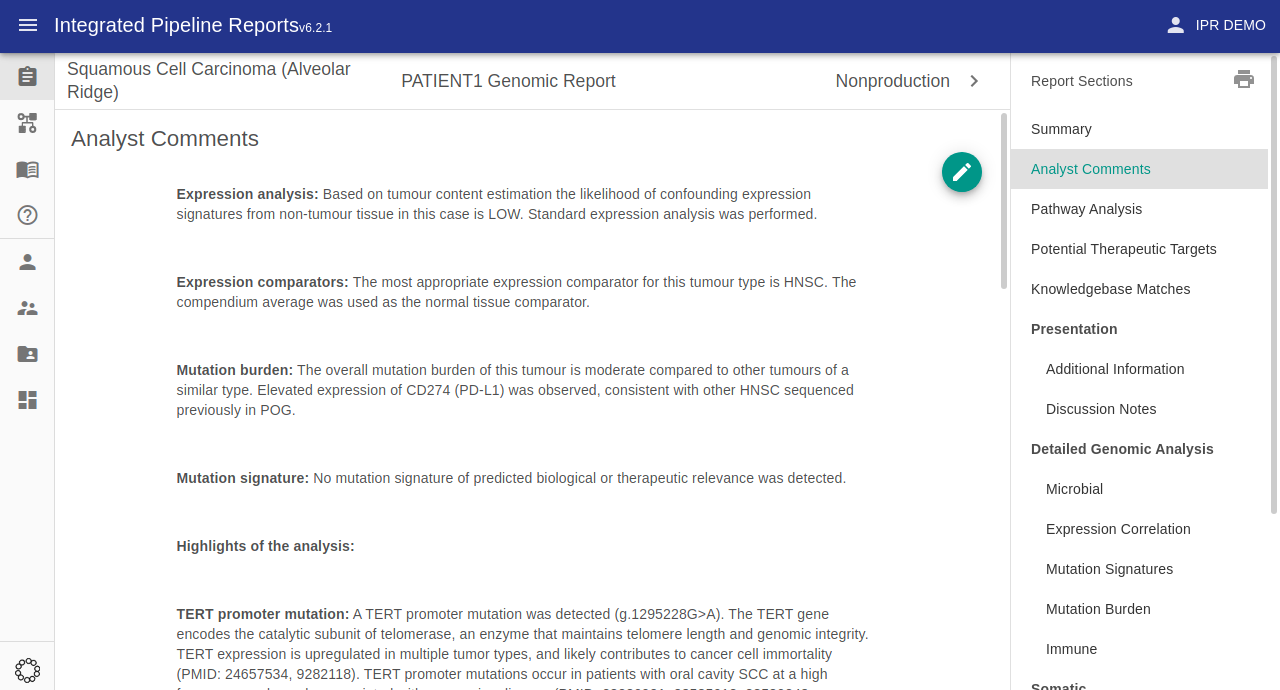 Integrated Pipeline Reports v6.2.1
IPR DEMO
Squamous Cell Carcinoma (Alveolar
Ridge)
PATIENT1 Genomic Report
Nonproduction
Analyst Comments
Expression analysis: Based on tumour content estimation the likelihood of confounding expression
signatures from non-tumour tissue in this case is LOW. Standard expression analysis was performed.
Expression comparators: The most appropriate expression comparator for this tumour type is HNSC. The
compendium average was used as the normal tissue comparator.
Mutation burden: The overall mutation burden of this tumour is moderate compared to other tumours of a
similar type. Elevated expression of CD274 (PD-L1) was observed, consistent with other HNSC sequenced
previously in POG.
Mutation signature: No mutation signature of predicted biological or therapeutic relevance was detected.
Highlights of the analysis:
TERT promoter mutation: A TERT promoter mutation was detected (g.1295228G>A). The TERT gene
encodes the catalytic subunit of telomerase, an enzyme that maintains telomere length and genomic integrity.
TERT expression is upregulated in multiple tumor types, and likely contributes to cancer cell immortality
(PMID: 24657534, 9282118). TERT promoter mutations occur in patients with oral cavity SCC at a high
Report Sections
Summary
Analyst Comments
Pathway Analysis
Potential Therapeutic Targets
Knowledgebase Matches
Presentation
Additional Information
Discussion Notes
Detailed Genomic Analysis
Microbial
Expression Correlation
Mutation Signatures
Mutation Burden
Immune
Somatic